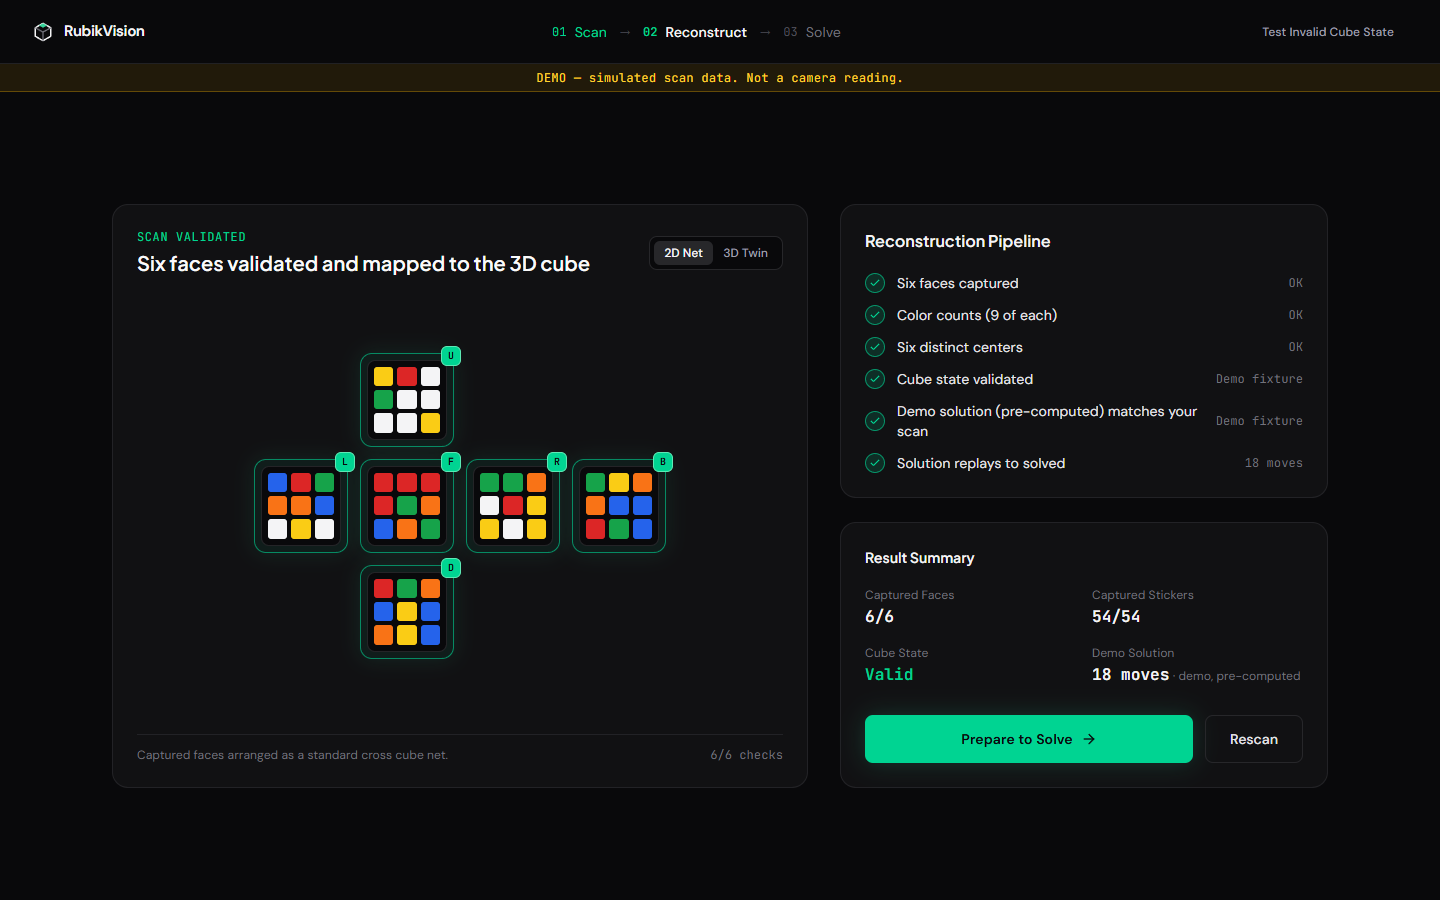 RubikVision
01 Scan → 02 Reconstruct → 03 Solve
Test Invalid Cube State
DEMO — simulated scan data. Not a camera reading.
SCAN VALIDATED
Six faces validated and mapped to the 3D cube
2D Net
3D Twin
U
L
F
R
B
D
Captured faces arranged as a standard cross cube net.
6/6 checks
Reconstruction Pipeline
Six faces captured
OK
Color counts (9 of each)
OK
Six distinct centers
OK
Cube state validated
Demo fixture
Demo solution (pre-computed) matches your
scan
Demo fixture
Solution replays to solved
18 moves
Result Summary
Captured Faces
6/6
Captured Stickers
54/54
Cube State
Valid
Demo Solution
18 moves · demo, pre-computed
Prepare to Solve →
Rescan